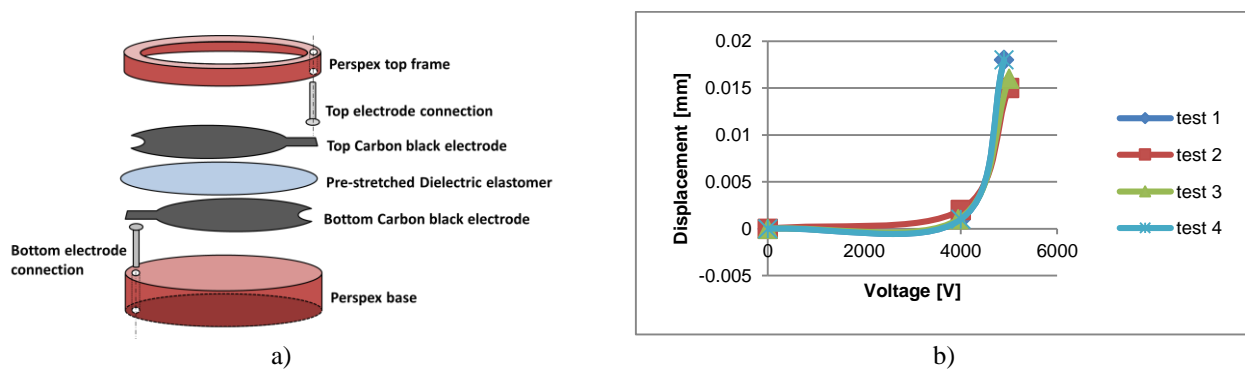 Perspex top frame
Top electrode connection
Top Carbon black electrode
Pre-stretched Dielectric elastomer
Bottom Carbon black electrode
Bottom electrode
connection
Perspex base
a)
0.02
0.015
0.01
0.005
0
-0.005
Displacement [mm]
0
2000
4000
6000
Voltage [V]
test 1
test 2
test 3
test 4
b)